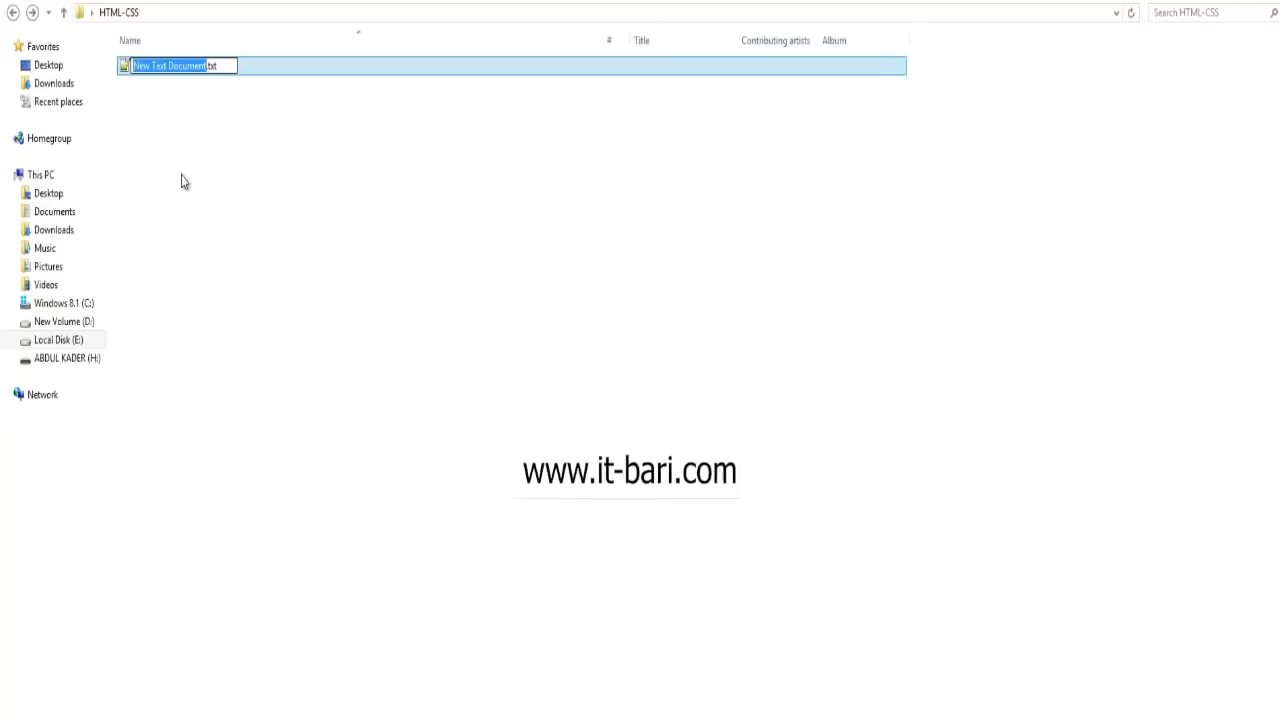 HTML-CSS
Search HTML-CSS
Name # Title Contributing artists Album
New Text Document.txt
Favorites
Desktop
Downloads
Recent places
Homegroup
This PC
Desktop
Documents
Downloads
Music
Pictures
Videos
Windows 8.1 (C:)
New Volume (D:)
Local Disk (E:)
ABDUL KADER (H:)
Network
www.it-bari.com